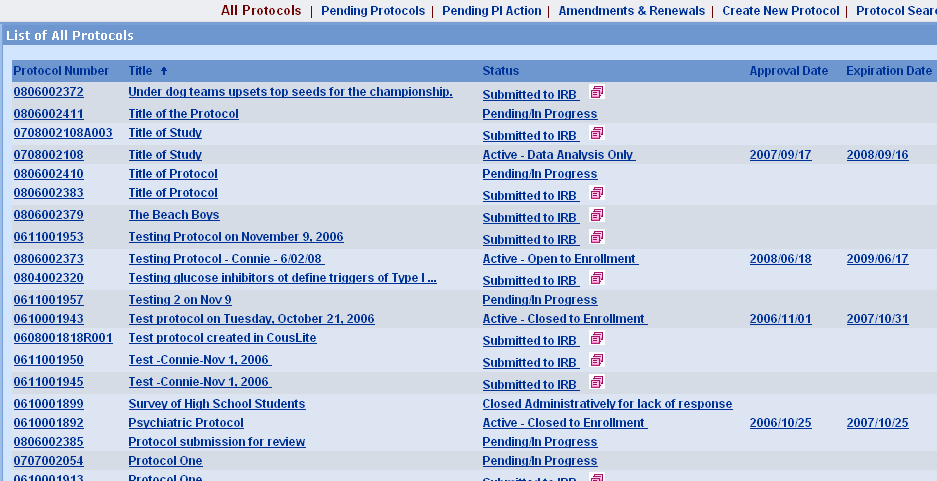 All Protocols | Pending Protocols | Pending PI Action | Amendments & Renewals | Create New Protocol | Protocol Sear
List of All Protocols
Protocol Number Title Status Approval Date Expiration Date
0806002372 Under dog teams upsets top seeds for the championship. Submitted to IRB
0806002411 Title of the Protocol Pending/In Progress
0708002108A003 Title of Study Submitted to IRB
0708002108 Title of Study Active - Data Analysis Only 2007/09/17 2008/09/16
0806002410 Title of Protocol Pending/In Progress
0806002383 Title of Protocol Submitted to IRB
0806002379 The Beach Boys Submitted to IRB
0611001953 Testing Protocol on November 9, 2006 Submitted to IRB
0806002373 Testing Protocol - Connie - 6/02/08 Active - Open to Enrollment 2008/06/18 2009/06/17
0804002320 Testing glucose inhibitors ot define triggers of Type I ... Submitted to IRB
0611001957 Testing 2 on Nov 9 Pending/In Progress
0610001943 Test protocol on Tuesday, October 21, 2006 Active - Closed to Enrollment 2006/11/01 2007/10/31
0608001818R001 Test protocol created in CousLite Submitted to IRB
0611001950 Test -Connie-Nov 1, 2006 Submitted to IRB
0611001945 Test -Connie-Nov 1, 2006 Submitted to IRB
0610001899 Survey of High School Students Closed Administratively for lack of response
0610001892 Psychiatric Protocol Active - Closed to Enrollment 2006/10/25 2007/10/25
0806002385 Protocol submission for review Pending/In Progress
0707002054 Protocol One Pending/In Progress
0610001913 Protocol One Submitted to IRB